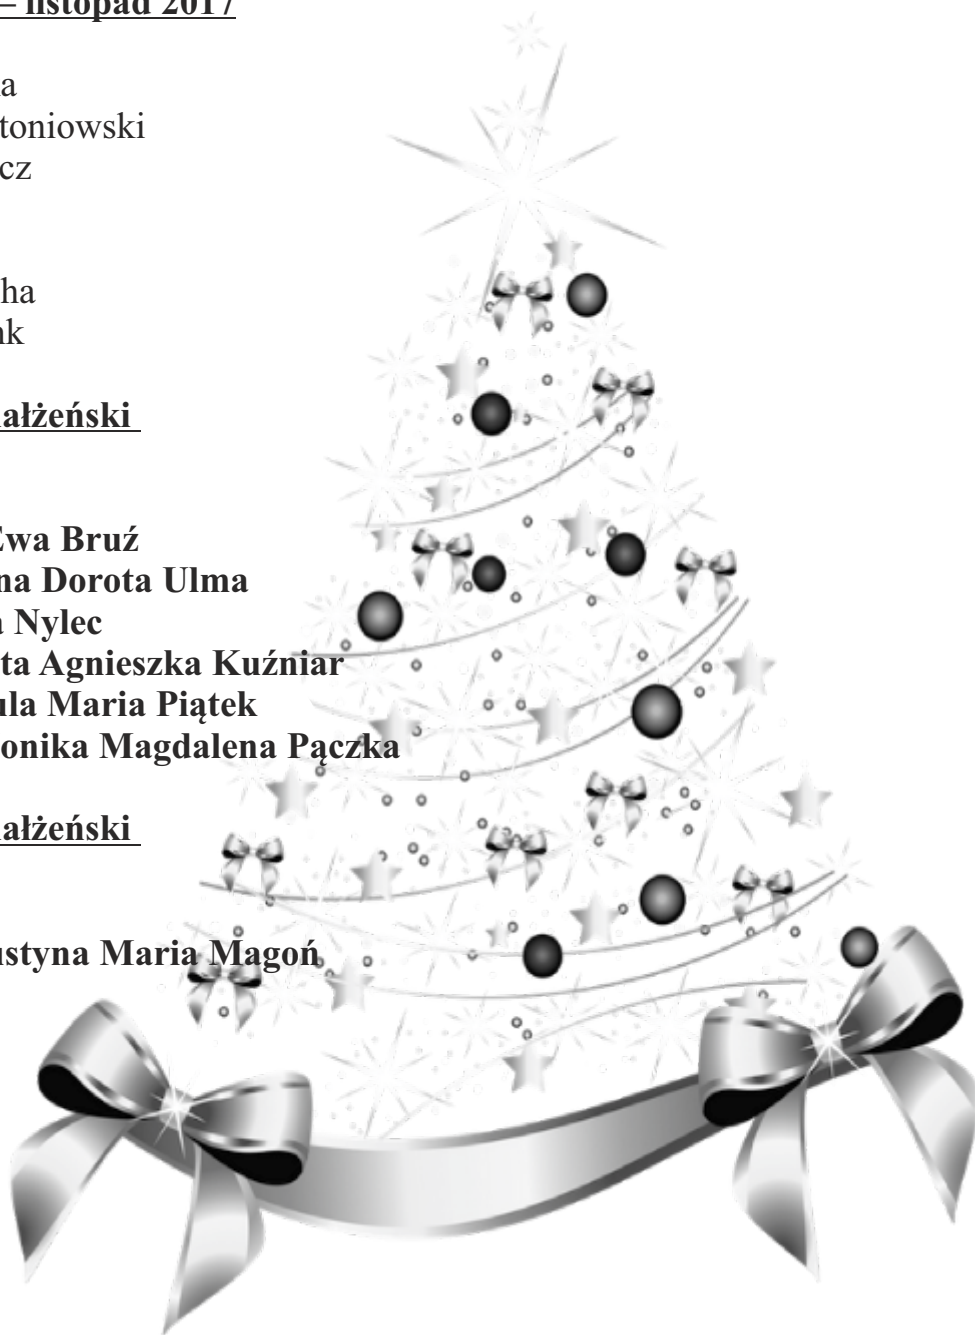 – listopad 2017
a
toniowski
cz
ha
nk
ałżeński
Ewa Bruź
na Dorota Ulma
a Nylec
ta Agnieszka Kuźniar
ula Maria Piątek
onika Magdalena Pączka
ałżeński
ustyna Maria Magoń